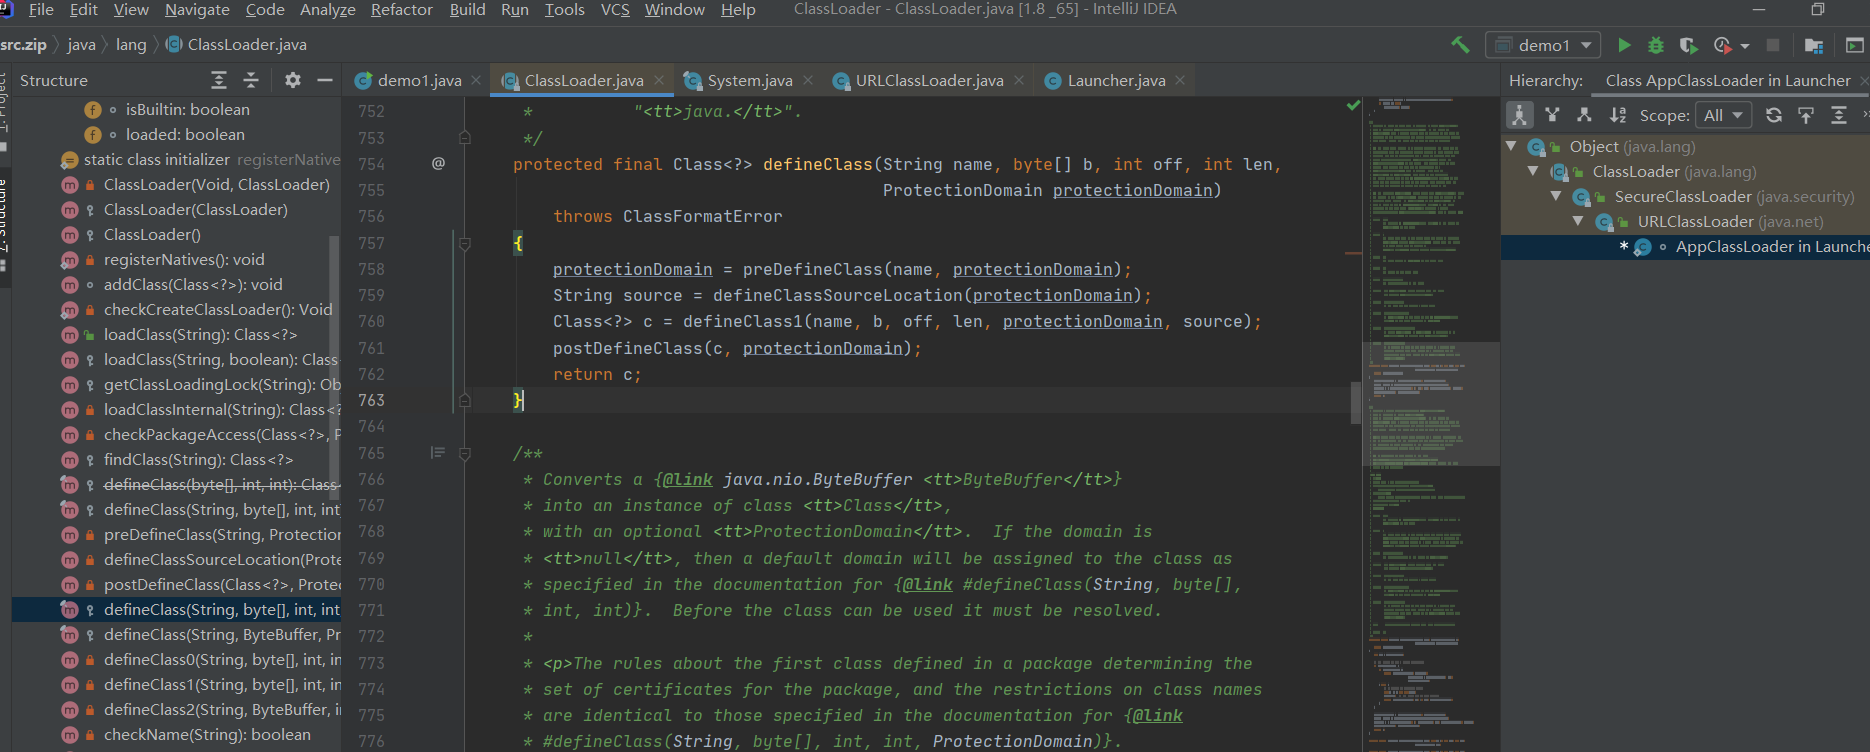 File Edit View Navigate Code Analyze Refactor Build Run Tools VCS Window Help ClassLoader - ClassLoader.java [1.8 _65] - IntelliJ IDEA
src.zip java lang ClassLoader.java demo1
Structure
demo1.java ClassLoader.java System.java URLClassLoader.java Launcher.java
Hierarchy: Class AppClassLoader in Launcher
Scope: All
isBuiltin: boolean
loaded: boolean
static class initializer registerNative
ClassLoader(Void, ClassLoader)
ClassLoader(ClassLoader)
ClassLoader()
registerNatives(): void
addClass(Class<?>): void
checkCreateClassLoader(): Void
loadClass(String): Class<?>
loadClass(String, boolean): Class
getClassLoadingLock(String): Ob
loadClassInternal(String): Class<?
checkPackageAccess(Class<?>, P
findClass(String): Class<?>
defineClass(byte[], int, int): Class
defineClass(String, byte[], int, int
preDefineClass(String, Protection
defineClassSourceLocation(Prote
postDefineClass(Class<?>, Protec
defineClass(String, byte[], int, int
defineClass(String, ByteBuffer, Pr
defineClass0(String, byte[], int, in
defineClass1(String, byte[], int, in
defineClass2(String, ByteBuffer, in
checkName(String): boolean
752 * "<tt>java.</tt>".
753 */
754 @ protected final Class<?> defineClass(String name, byte[] b, int off, int len,
755 ProtectionDomain protectionDomain)
756 throws ClassFormatError
757 {
758 protectionDomain = preDefineClass(name, protectionDomain);
759 String source = defineClassSourceLocation(protectionDomain);
760 Class<?> c = defineClass1(name, b, off, len, protectionDomain, source);
761 postDefineClass(c, protectionDomain);
762 return c;
763 }
764
765 /**
766 * Converts a {@link java.nio.ByteBuffer <tt>ByteBuffer</tt>}
767 * into an instance of class <tt>Class</tt>,
768 * with an optional <tt>ProtectionDomain</tt>. If the domain is
769 * <tt>null</tt>, then a default domain will be assigned to the class as
770 * specified in the documentation for {@link #defineClass(String, byte[],
771 * int, int)}. Before the class can be used it must be resolved.
772 *
773 * <p>The rules about the first class defined in a package determining the
774 * set of certificates for the package, and the restrictions on class names
775 * are identical to those specified in the documentation for {@link
776 * #defineClass(String, byte[], int, int, ProtectionDomain)}.
Object (java.lang)
ClassLoader (java.lang)
SecureClassLoader (java.security)
URLClassLoader (java.net)
* AppClassLoader in Launche
1: Project
7: Structure